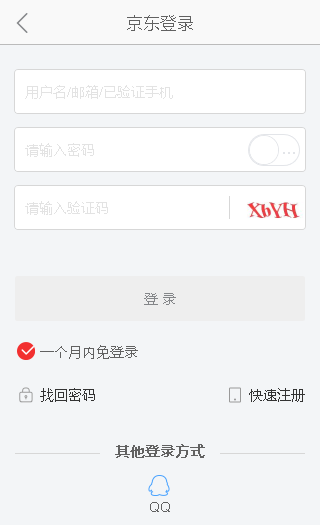 京东登录
用户名/邮箱/已验证手机
请输入密码
请输入验证码
XbYH
登录
一个月内免登录
找回密码
快速注册
其他登录方式
QQ